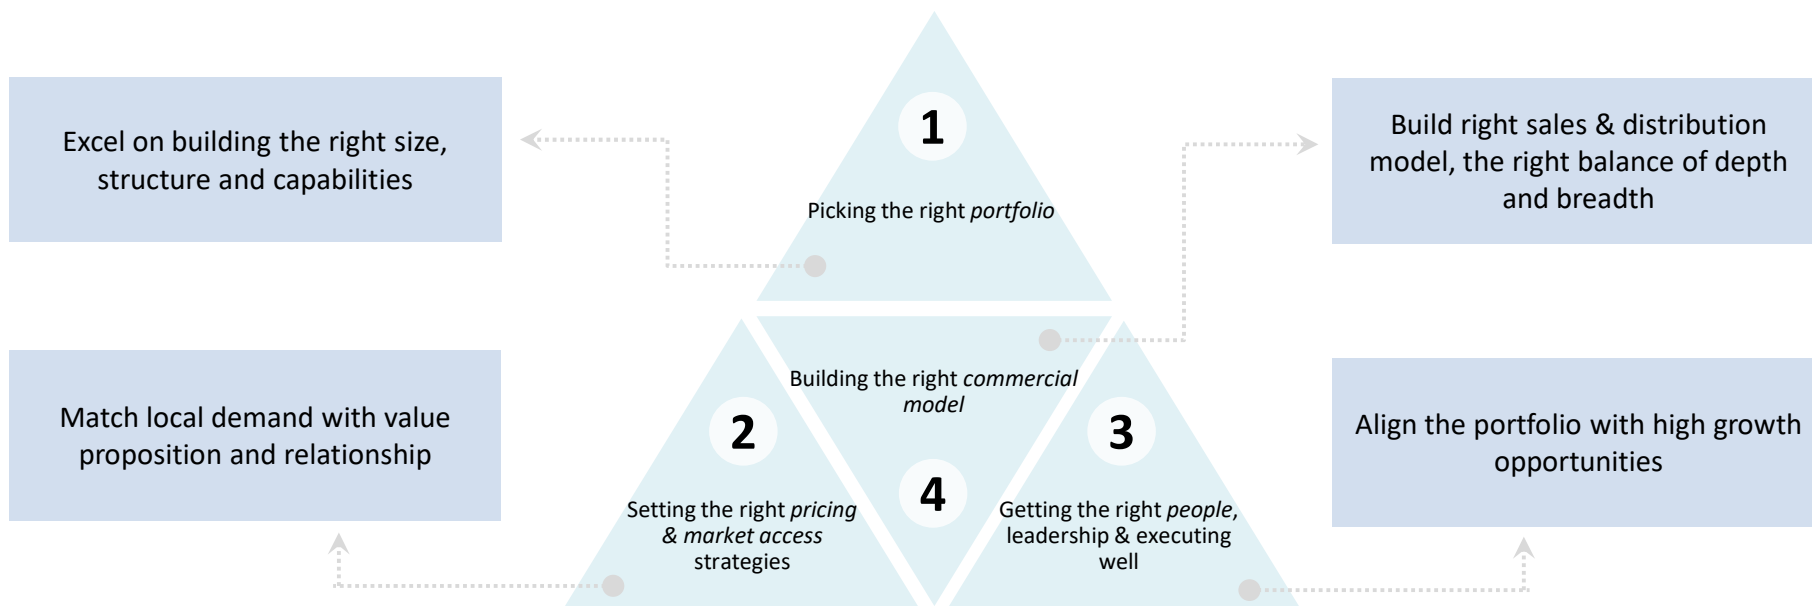 Excel on building the right size,
structure and capabilities
Match local demand with value
proposition and relationship
1
Picking the right portfolio
Building the right commercial
model
4
2
Setting the right pricing
& market access
strategies
3
Getting the right people,
leadership & executing
well
Build right sales & distribution
model, the right balance of depth
and breadth
Align the portfolio with high growth
opportunities